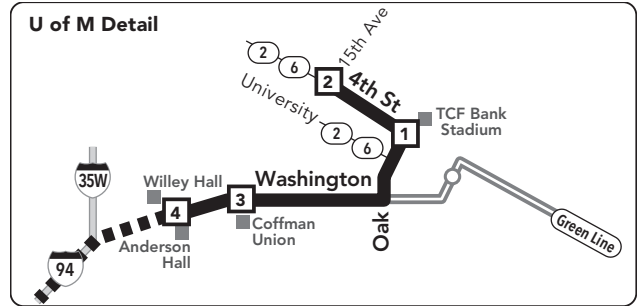 U of M Detail
2
6
15th Ave
2
4th St
University
2
6
1
TCF Bank
Stadium
35W
Willey Hall
Washington
4
3
Coffman
Union
Anderson
Hall
Oak
94
Green Line